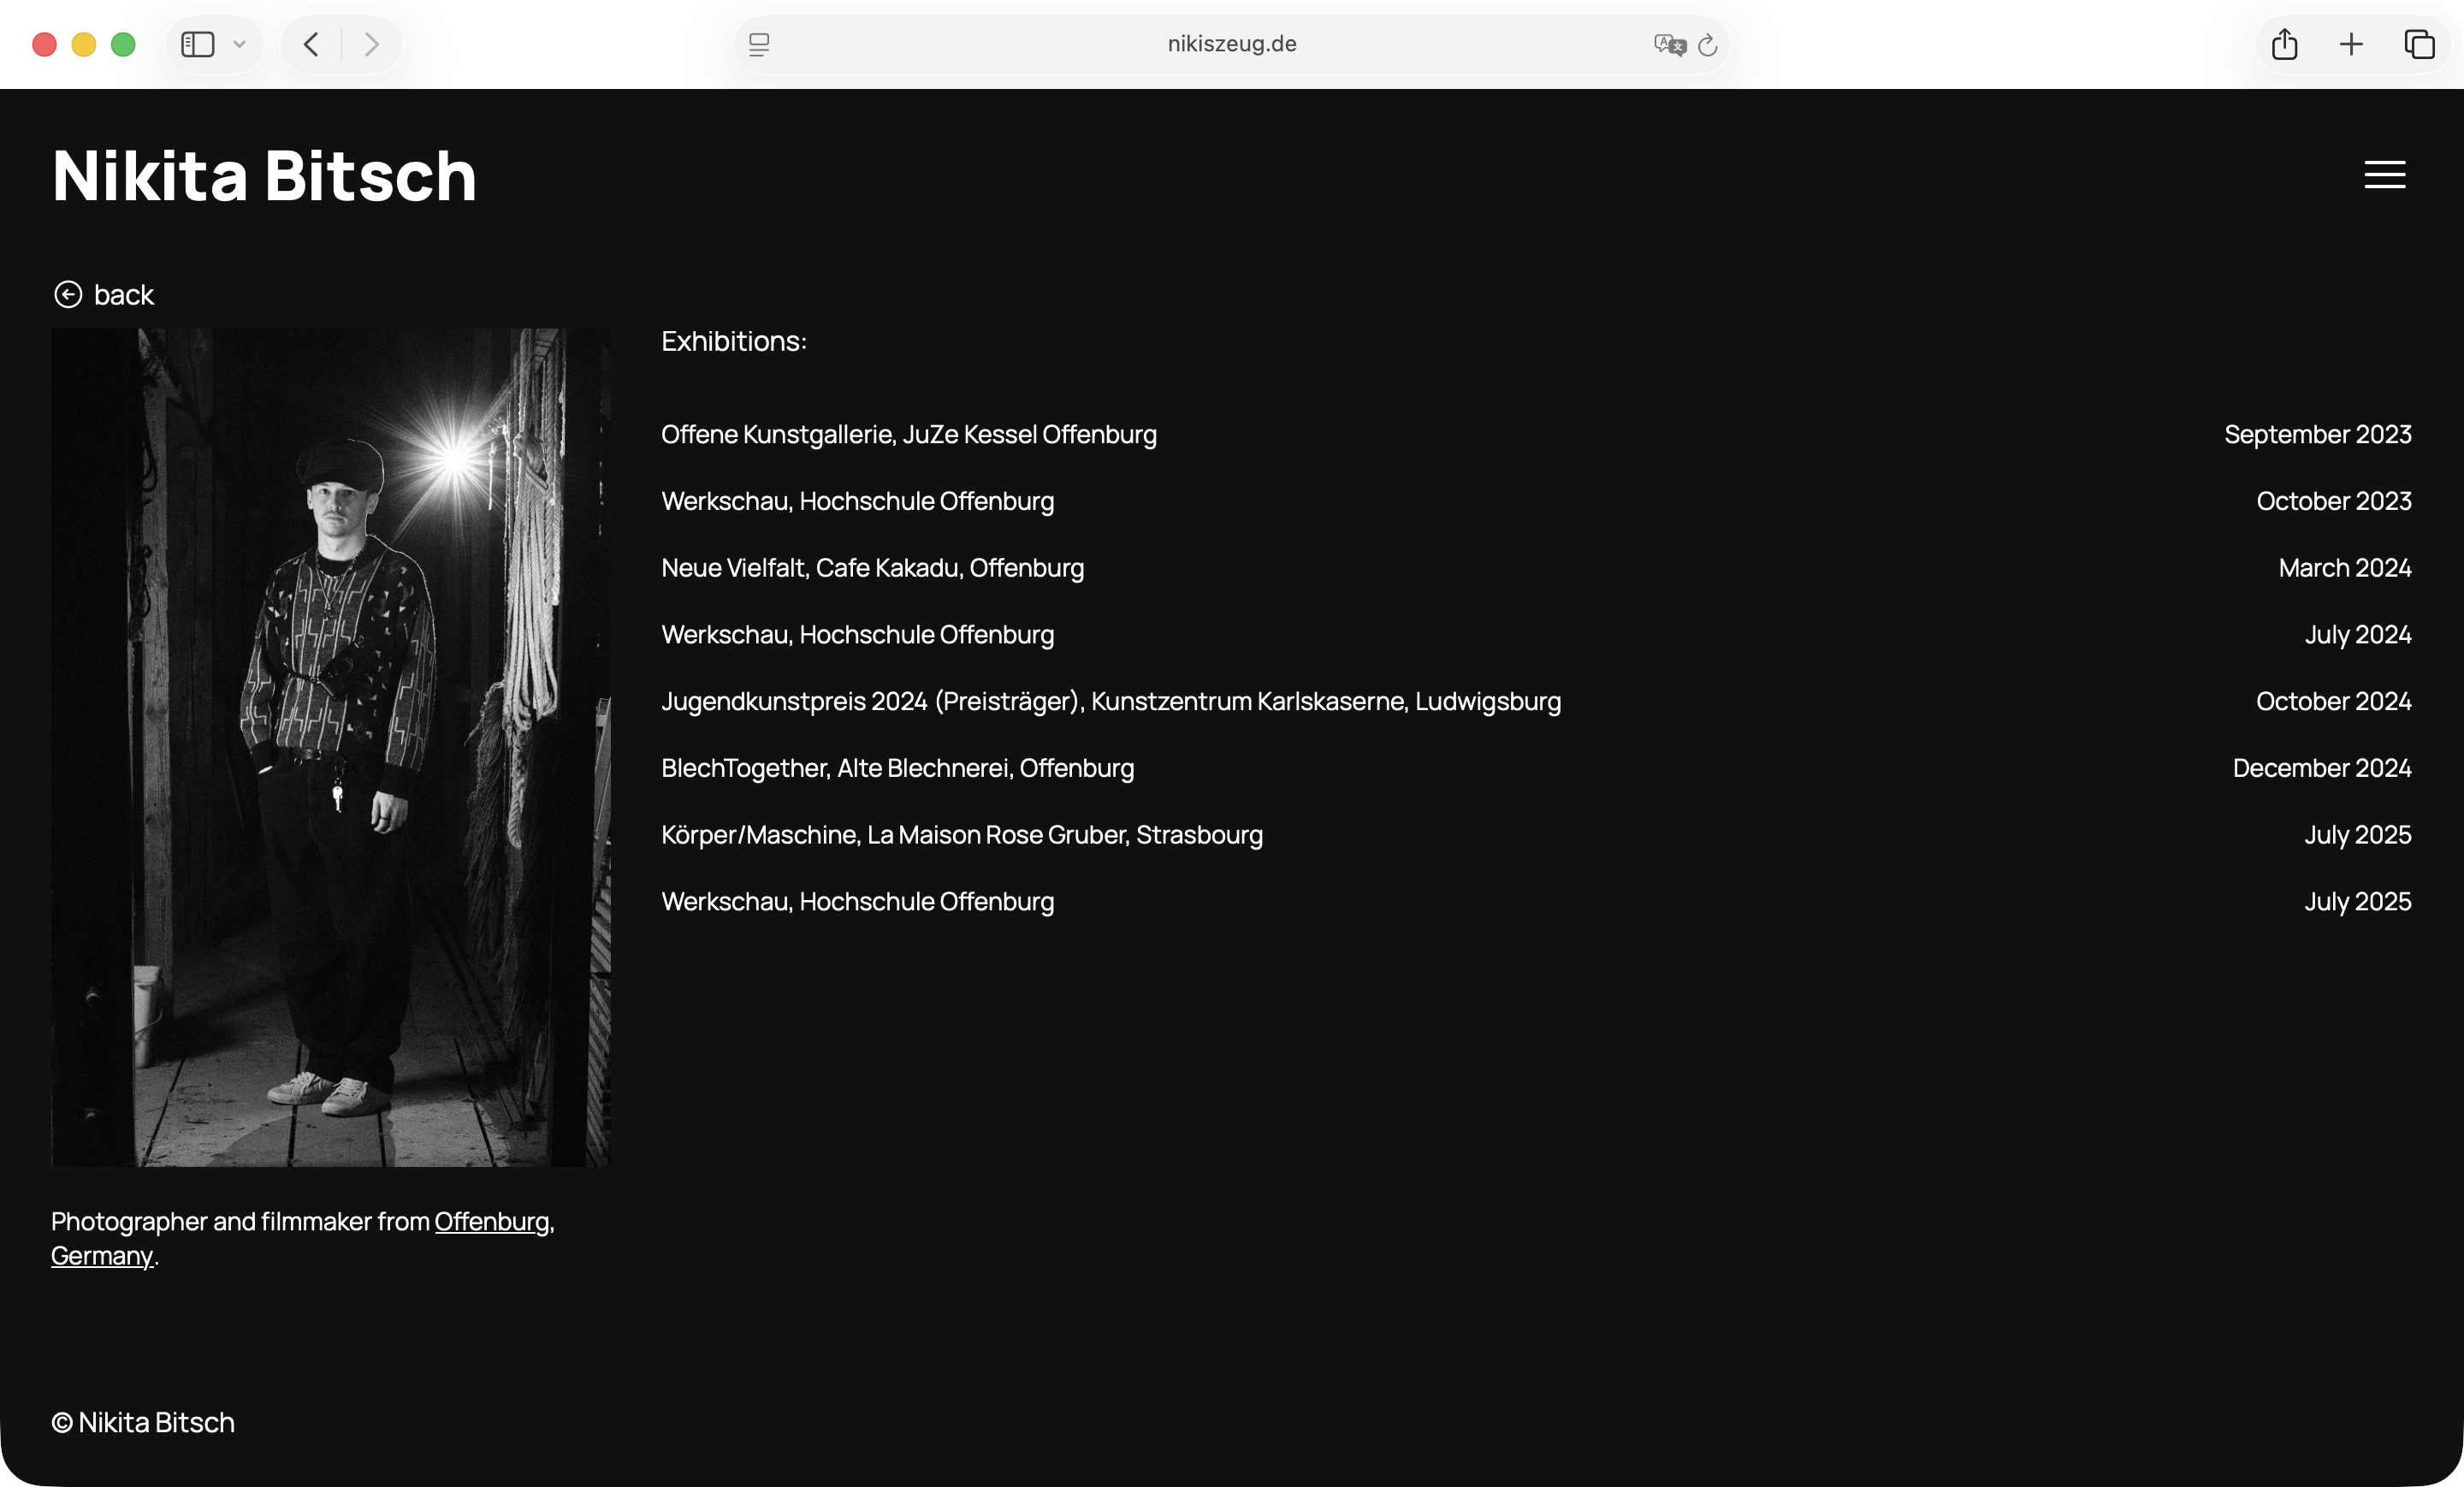 nikiszeug.de
Nikita Bitsch
back
Exhibitions:
Offene Kunstgallerie, JuZe Kessel Offenburg September 2023
Werkschau, Hochschule Offenburg October 2023
Neue Vielfalt, Cafe Kakadu, Offenburg March 2024
Werkschau, Hochschule Offenburg July 2024
Jugendkunstpreis 2024 (Preisträger), Kunstzentrum Karlskaserne, Ludwigsburg October 2024
BlechTogether, Alte Blechnerei, Offenburg December 2024
Körper/Maschine, La Maison Rose Gruber, Strasbourg July 2025
Werkschau, Hochschule Offenburg July 2025
Photographer and filmmaker from Offenburg,
Germany.
© Nikita Bitsch